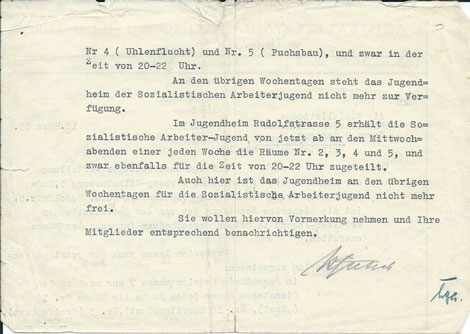 Nr 4 ( Uhlenflucht) und Nr. 5 ( Fuchsbau), und zwar in der
Zeit von 20-22 Uhr.
An den übrigen Wochentagen steht das Jugend=
heim der Sozialistischen Arbeiterjugend nicht mehr zur Ver=
fügung.
Im Jugendheim Rudolfstrasse 5 erhält die So=
zialistische Arbeiter-Jugend von jetzt ab an den Mittwoch=
abenden einer jeden Woche die Räume Nr. 2, 3, 4 und 5, und
zwar ebenfalls für die Zeit von 20-22 Uhr zugeteilt.
Auch hier ist das Jugendheim an den übrigen
Wochentagen für die Sozialistische Arbeiterjugend nicht mehr
frei.
Sie wollen hiervon Vormerkung nehmen und Ihre
Mitglieder entsprechend benachrichtigen.